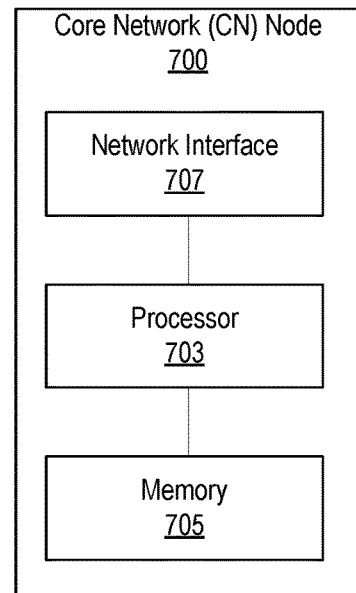 Core Network (CN) Node
700
Network Interface
707
Processor
703
Memory
705